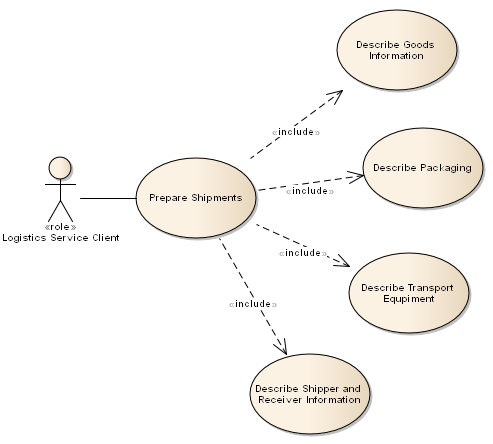 Describe Goods
Information
«include»
Describe Packaging
Prepare Shipments
«include»
«role»
Logistics Service Client
«include»
Describe Transport
Equpiment
«include»
Describe Shipper and
Receiver Information